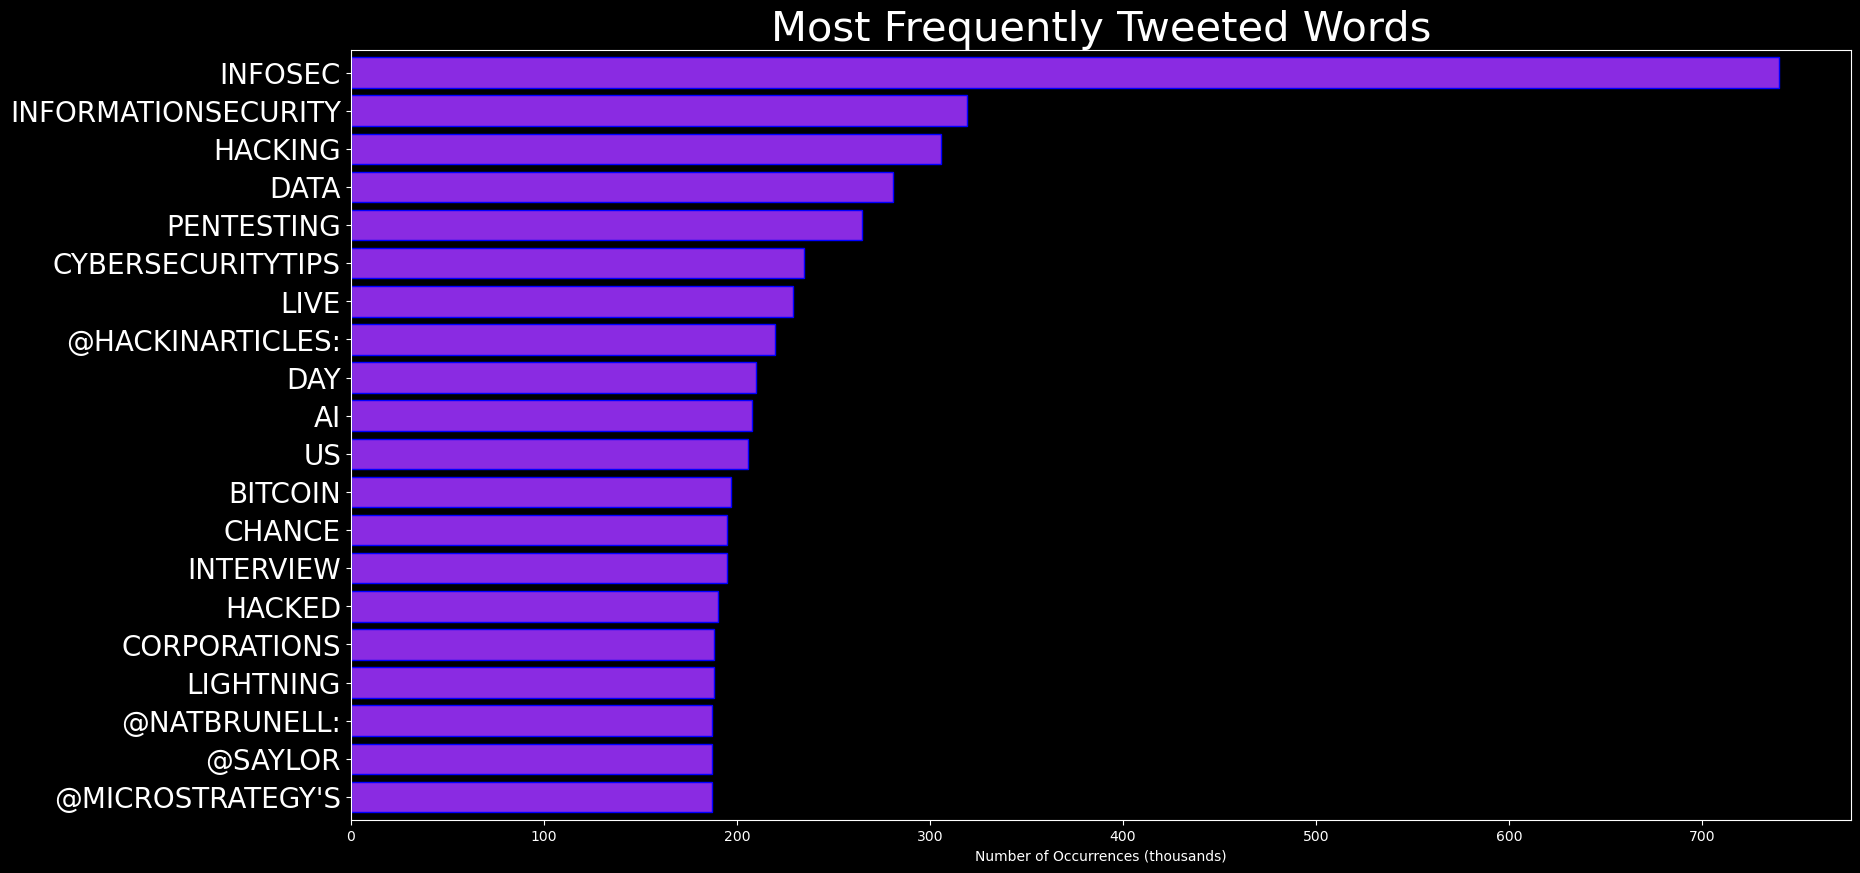 Most Frequently Tweeted Words
INFOSEC
INFORMATIONSECURITY
HACKING
DATA
PENTESTING
CYBERSECURITYTIPS
LIVE
@HACKINARTICLES:
DAY
AI
US
BITCOIN
CHANCE
INTERVIEW
HACKED
CORPORATIONS
LIGHTNING
@NATBRUNELL:
@SAYLOR
@MICROSTRATEGY'S
0 100 200 300 400 500 600 700
Number of Occurrences (thousands)